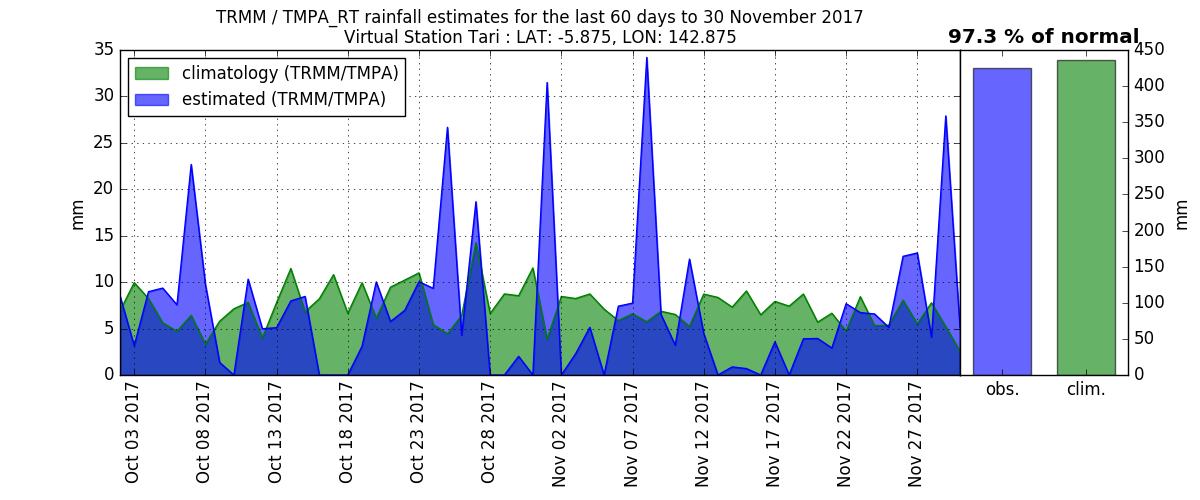 TRMM / TMPA_RT rainfall estimates for the last 60 days to 30 November 2017
Virtual Station Tari : LAT: -5.875, LON: 142.875
97.3 % of normal
climatology (TRMM/TMPA)
estimated (TRMM/TMPA)
mm
35
30
25
20
15
10
5
0
Oct 03 2017
Oct 08 2017
Oct 13 2017
Oct 18 2017
Oct 23 2017
Oct 28 2017
Nov 02 2017
Nov 07 2017
Nov 12 2017
Nov 17 2017
Nov 22 2017
Nov 27 2017
obs.
clim.
450
400
350
300
250
200
150
100
50
0
mm